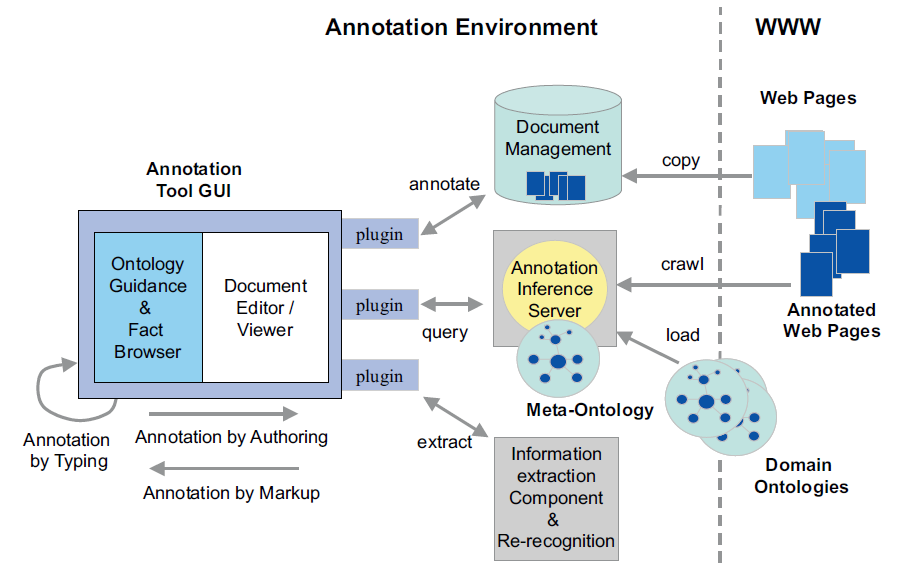 Annotation Environment
WWW
Web Pages
Document
Management
copy
Annotation
Tool GUI
annotate
plugin
Ontology
Guidance
&
Fact
Browser
Document
Editor /
Viewer
plugin
query
Annotation
Inference
Server
crawl
Annotated
Web Pages
load
plugin
Meta-Ontology
Annotation
by Typing
Annotation by Authoring
Annotation by Markup
extract
Information
extraction
Component
&
Re-recognition
Domain
Ontologies